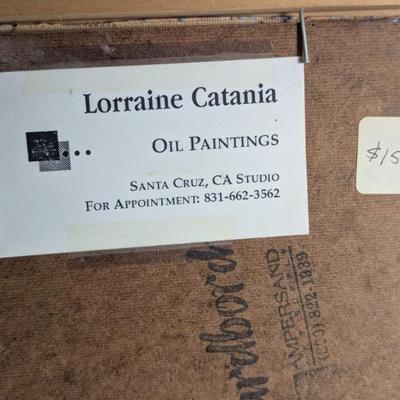 Lorraine Catania
OIL PAINTINGS
SANTA CRUZ, CA STUDIO
FOR APPOINTMENT: 831-662-3562
$15
AMPERSAND